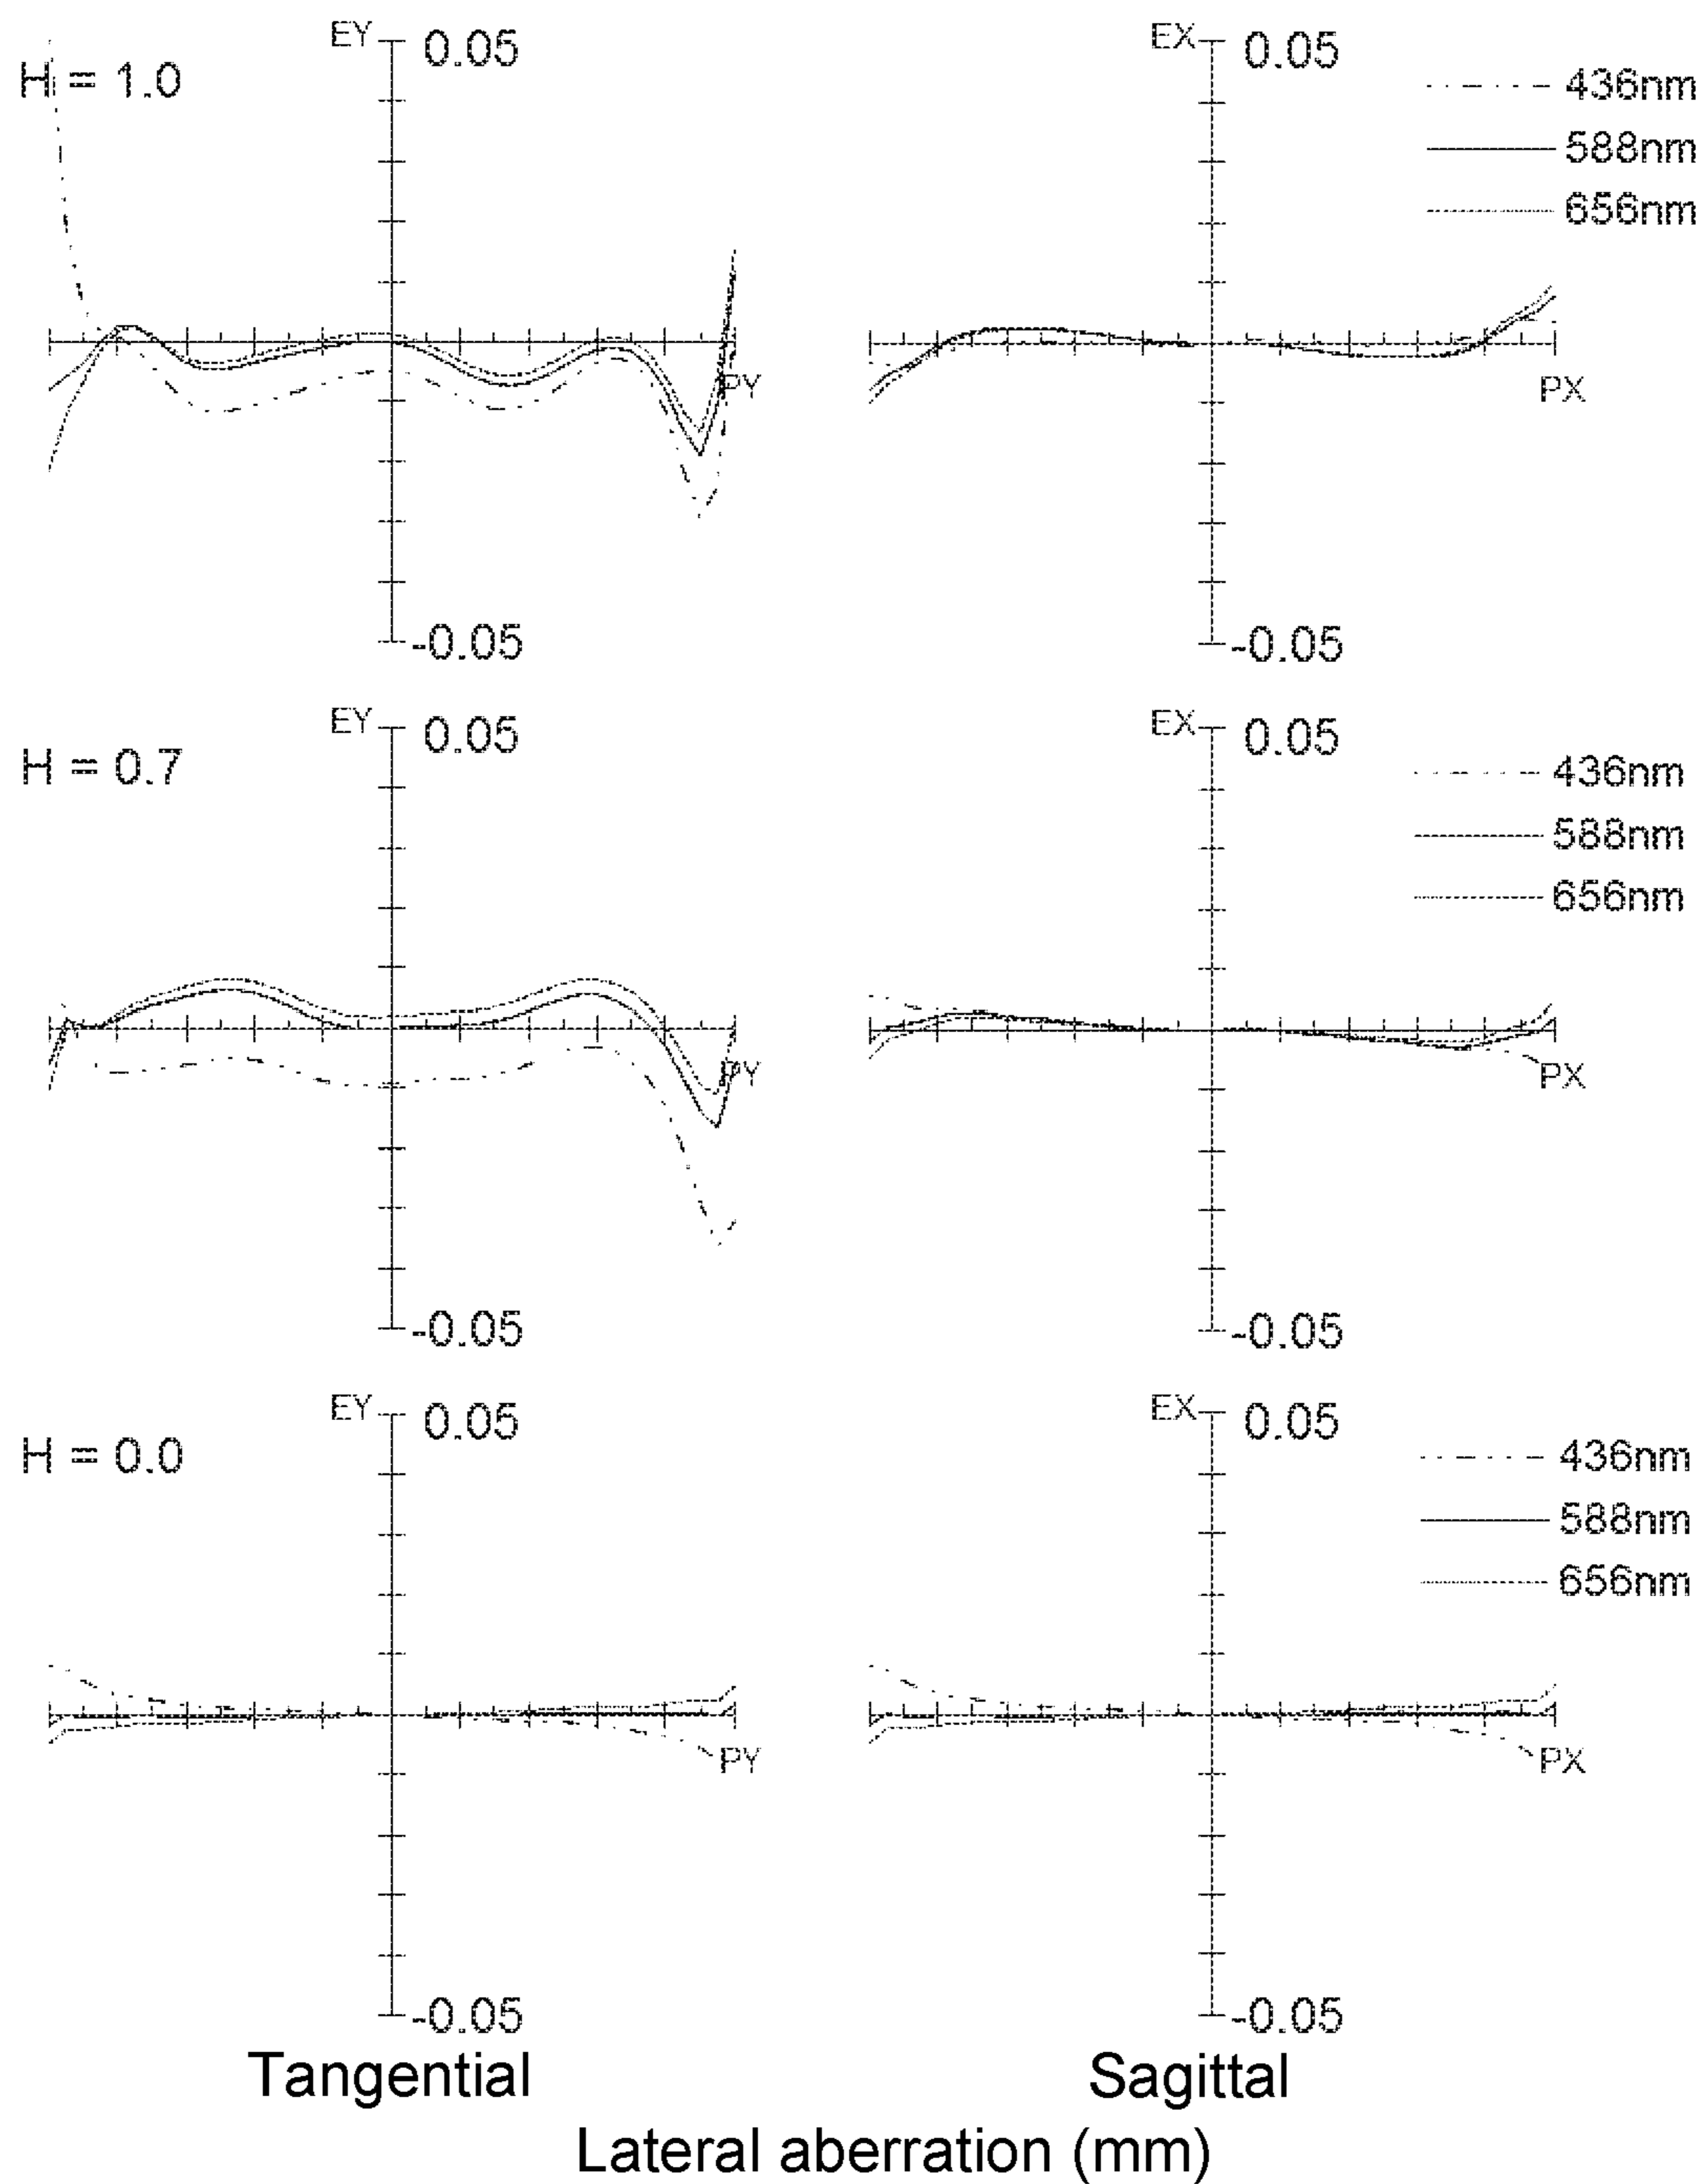 EY 0.05 EX 0.05
H = 1.0 436nm
588nm
656nm
PY PX
-0.05 -0.05
EY 0.05 EX 0.05
H = 0.7 436nm
588nm
656nm
PY PX
-0.05 -0.05
EY 0.05 EX 0.05
H = 0.0 436nm
588nm
656nm
PY PX
-0.05 -0.05
Tangential Sagittal
Lateral aberration (mm)